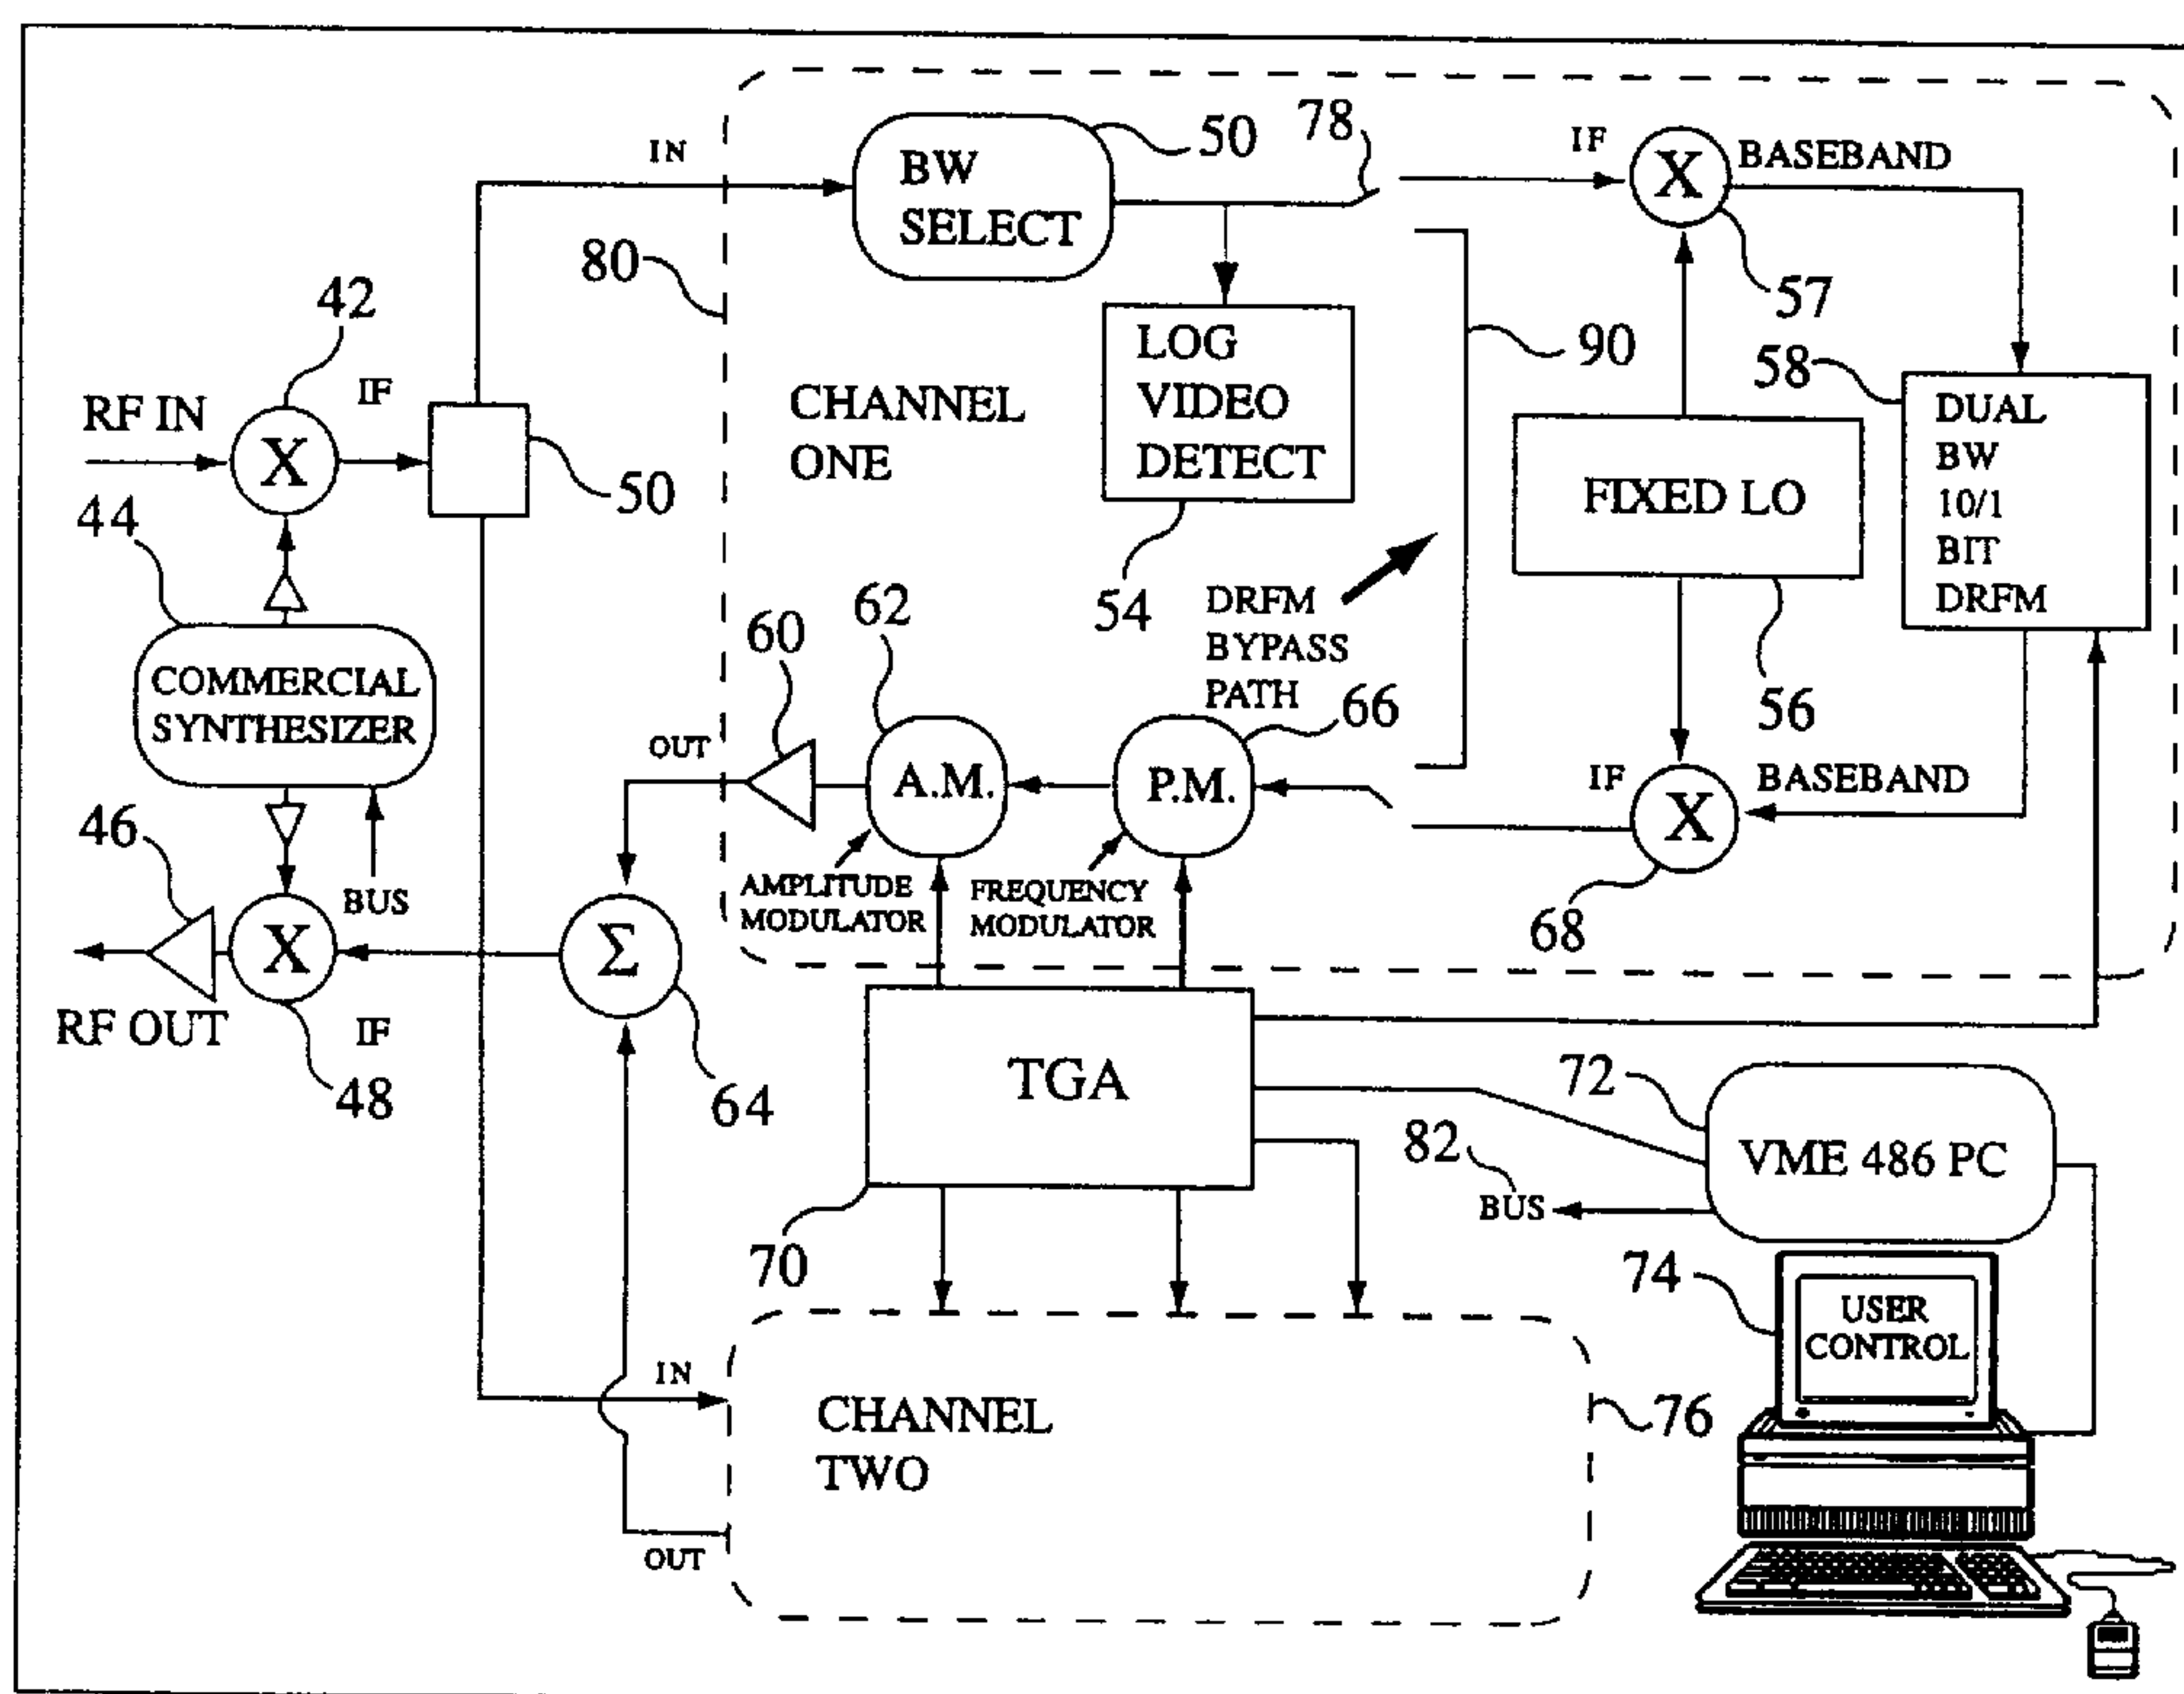 IN
BW
SELECT
50
78
IF
X
BASEBAND
57
80
42
RF IN
IF
X
50
44
COMMERCIAL
SYNTHESIZER
CHANNEL
ONE
LOG
VIDEO
DETECT
54
90
FIXED LO
56
58
DUAL
BW
10/1
BIT
DRFM
DRFM
BYPASS
PATH
60
62
66
OUT
A.M.
P.M.
IF
X
BASEBAND
68
AMPLITUDE
MODULATOR
FREQUENCY
MODULATOR
46
BUS
X
RF OUT
IF
48
Σ
64
TGA
70
72
VME 486 PC
82
BUS
74
USER
CONTROL
IN
CHANNEL
TWO
76
OUT